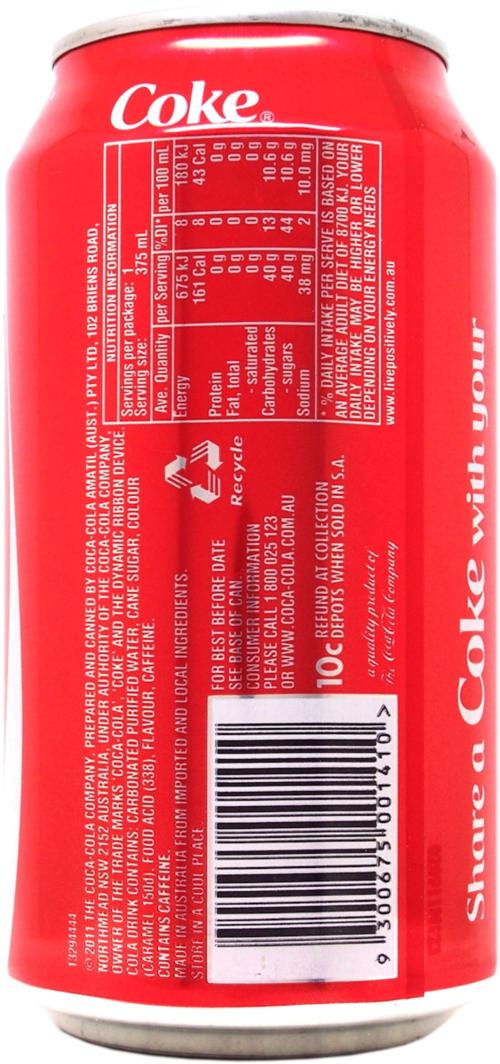 Coke®
13294444
© 2011 THE COCA-COLA COMPANY. PREPARED AND CANNED BY COCA-COLA AMATIL (AUST.) PTY LTD, 102 BRIENS ROAD,
NORTHMEAD NSW 2152 AUSTRALIA, UNDER AUTHORITY OF THE COCA-COLA COMPANY,
OWNER OF THE TRADE MARKS 'COCA-COLA', 'COKE' AND THE DYNAMIC RIBBON DEVICE.
COLA DRINK CONTAINS: CARBONATED PURIFIED WATER, CANE SUGAR, COLOUR
(CARAMEL 150d), FOOD ACID (338), FLAVOUR, CAFFEINE.
CONTAINS CAFFEINE.
MADE IN AUSTRALIA FROM IMPORTED AND LOCAL INGREDIENTS.
STORE IN A COOL PLACE.
NUTRITION INFORMATION
Servings per package: 1
Serving size: 375 mL
Ave. Quantity per Serving %DI* per 100 mL
Energy 675 kJ 8 180 kJ
161 Cal 8 43 Cal
Protein 0 g 0 0 g
Fat, total 0 g 0 0 g
- saturated 0 g 0 0 g
Carbohydrates 40 g 13 10.6 g
- sugars 40 g 44 10.6 g
Sodium 38 mg 2 10.0 mg
* % DAILY INTAKE PER SERVE IS BASED ON
AN AVERAGE ADULT DIET OF 8700 KJ. YOUR
DAILY INTAKE MAY BE HIGHER OR LOWER
DEPENDING ON YOUR ENERGY NEEDS
www.livepositively.com.au
Recycle
FOR BEST BEFORE DATE
SEE BASE OF CAN.
CONSUMER INFORMATION
PLEASE CALL 1 800 025 123
OR WWW.COCA-COLA.COM.AU
10c REFUND AT COLLECTION
DEPOTS WHEN SOLD IN S.A.
a quality product of
The Coca-Cola Company
9 300675 001410 >
Share a Coke with your